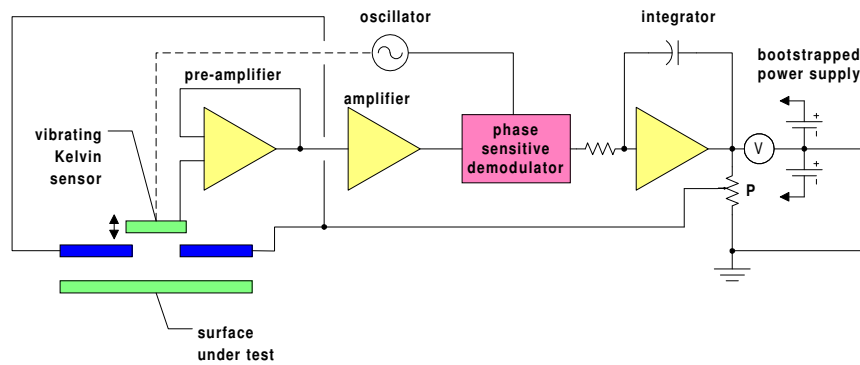 oscillator
integrator
pre-amplifier
bootstrapped
power supply
amplifier
vibrating
Kelvin
sensor
phase
sensitive
demodulator
V
+
−
+
−
P
surface
under test